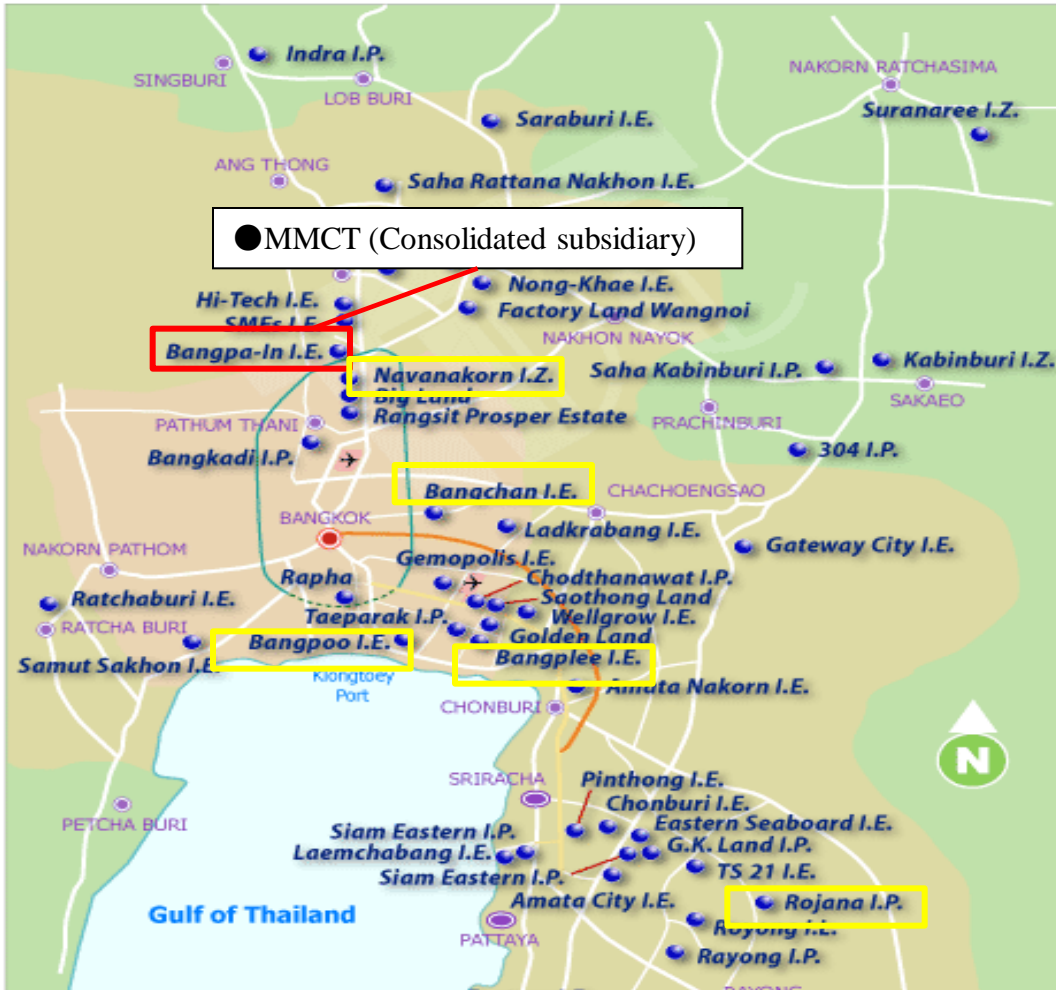 Indra I.P.
SINGBURI
LOB BURI
NAKORN RATCHASIMA
Suranaree I.Z.
Saraburi I.E.
ANG THONG
Saha Rattana Nakhon I.E.
●MMCT (Consolidated subsidiary)
Nong-Khae I.E.
Hi-Tech I.E.
Factory Land Wangnoi
SMEs I.E.
NAKHON NAYOK
Bangpa-In I.E.
Navanakorn I.Z.
Saha Kabinburi I.P.
Kabinburi I.Z.
Big Land
SAKAEO
Rangsit Prosper Estate
PATHUM THANI
PRACHINBURI
Bangkadi I.P.
304 I.P.
Bangchan I.E.
CHACHOENGSAO
BANGKOK
Ladkrabang I.E.
NAKORN PATHOM
Gateway City I.E.
Gemopolis I.E.
Rapha
Chodthanawat I.P.
Ratchaburi I.E.
Saothong Land
Taeparak I.P.
Wellgrow I.E.
RATCHA BURI
Golden Land
Bangpoo I.E.
Samut Sakhon I.E.
Bangplee I.E.
Klongtoey
Port
Amata Nakorn I.E.
CHONBURI
N
SRIRACHA
Pinthong I.E.
Chonburi I.E.
PETCHA BURI
Siam Eastern I.P.
Eastern Seaboard I.E.
Laemchabang I.E.
G.K. Land I.P.
Siam Eastern I.P.
TS 21 I.E.
Amata City I.E.
Rojana I.P.
Gulf of Thailand
Royong I.E.
PATTAYA
Rayong I.P.
RAYONG